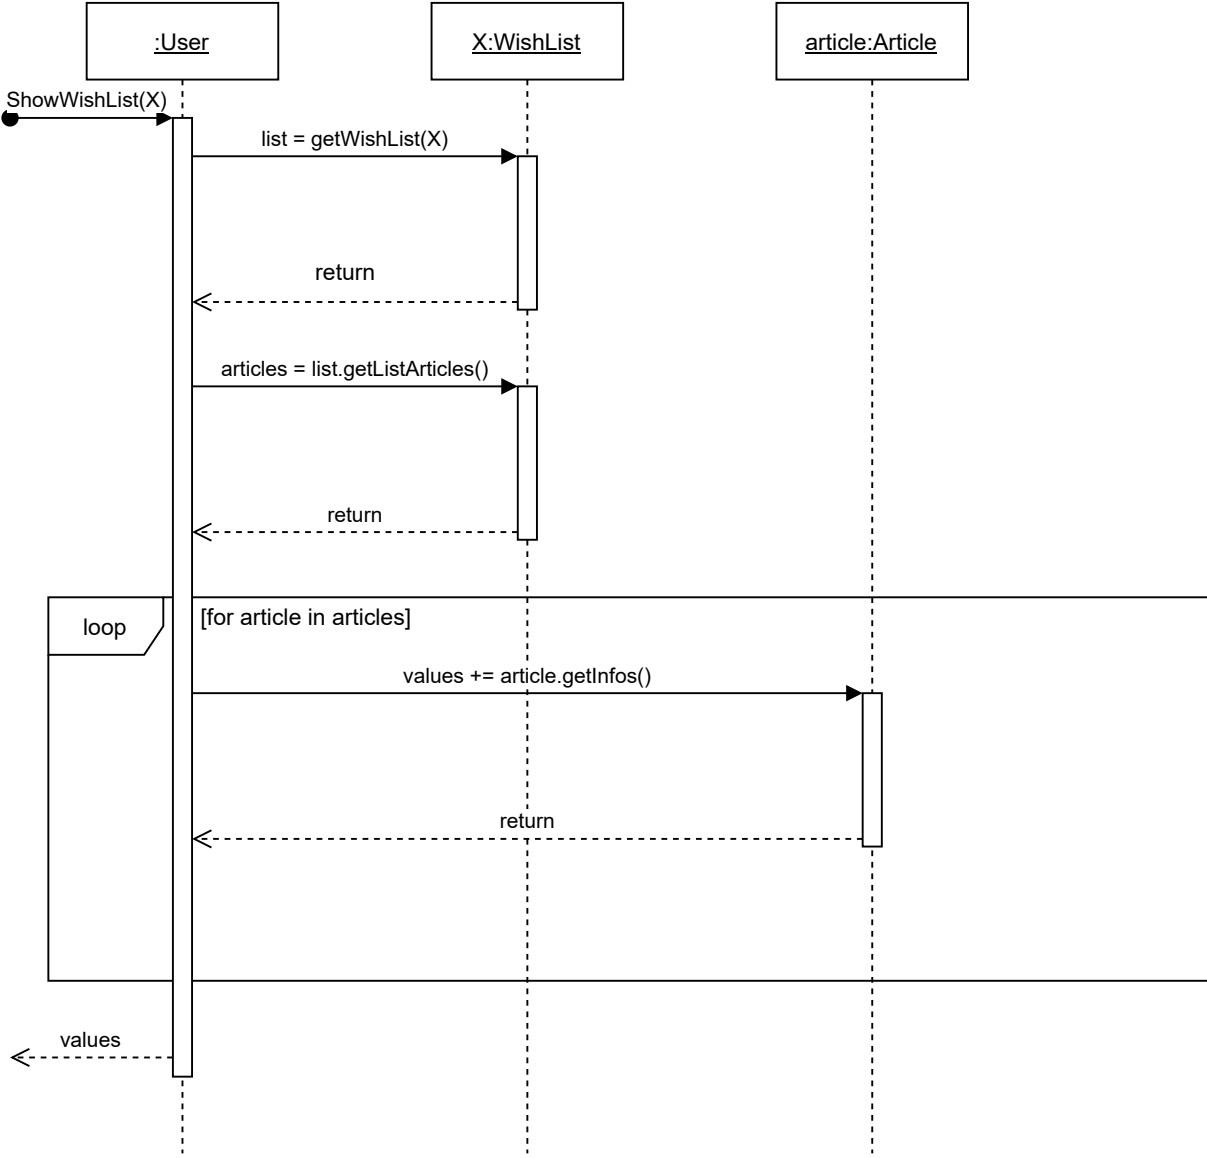 :User
X:WishList
article:Article
ShowWishList(X)
list = getWishList(X)
return
articles = list.getListArticles()
return
loop
[for article in articles]
values += article.getInfos()
return
values